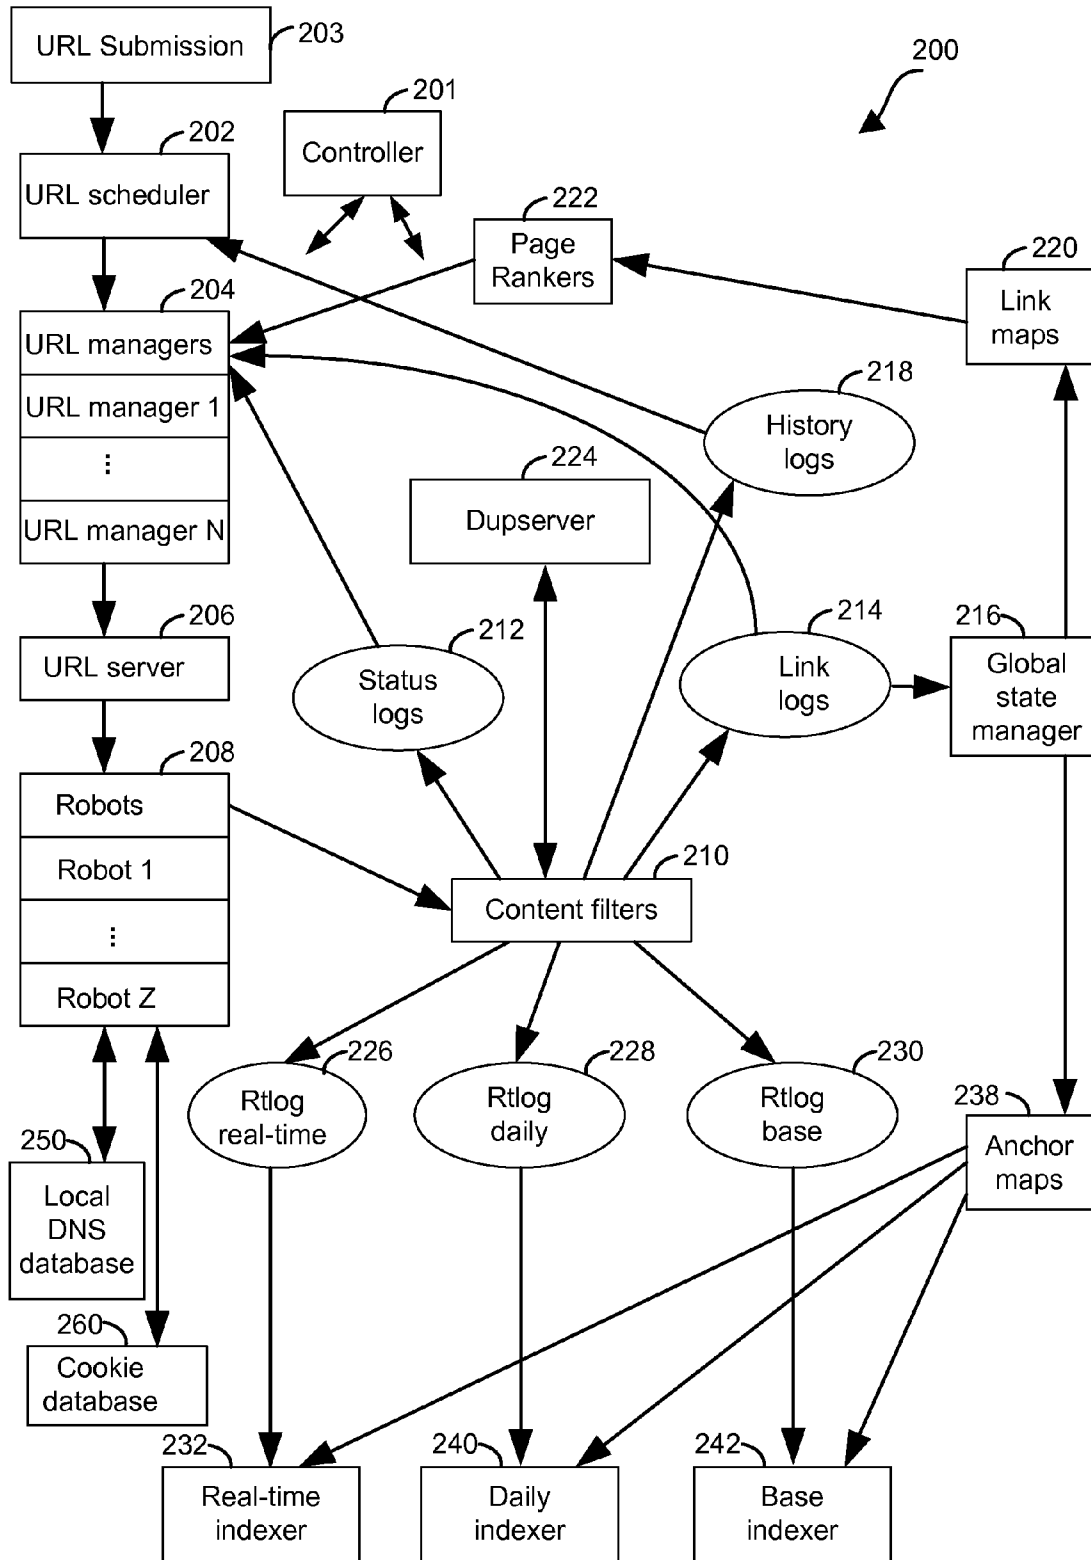 URL Submission
203
200
201
202
Controller
URL scheduler
222
Page
Rankers
220
Link
maps
204
URL managers
URL manager 1
⋮
URL manager N
218
History
logs
224
Dupserver
206
URL server
212
Status
logs
214
Link
logs
216
Global
state
manager
208
Robots
Robot 1
⋮
Robot Z
210
Content filters
226
Rtlog
real-time
228
Rtlog
daily
230
Rtlog
base
238
Anchor
maps
250
Local
DNS
database
260
Cookie
database
232
Real-time
indexer
240
Daily
indexer
242
Base
indexer